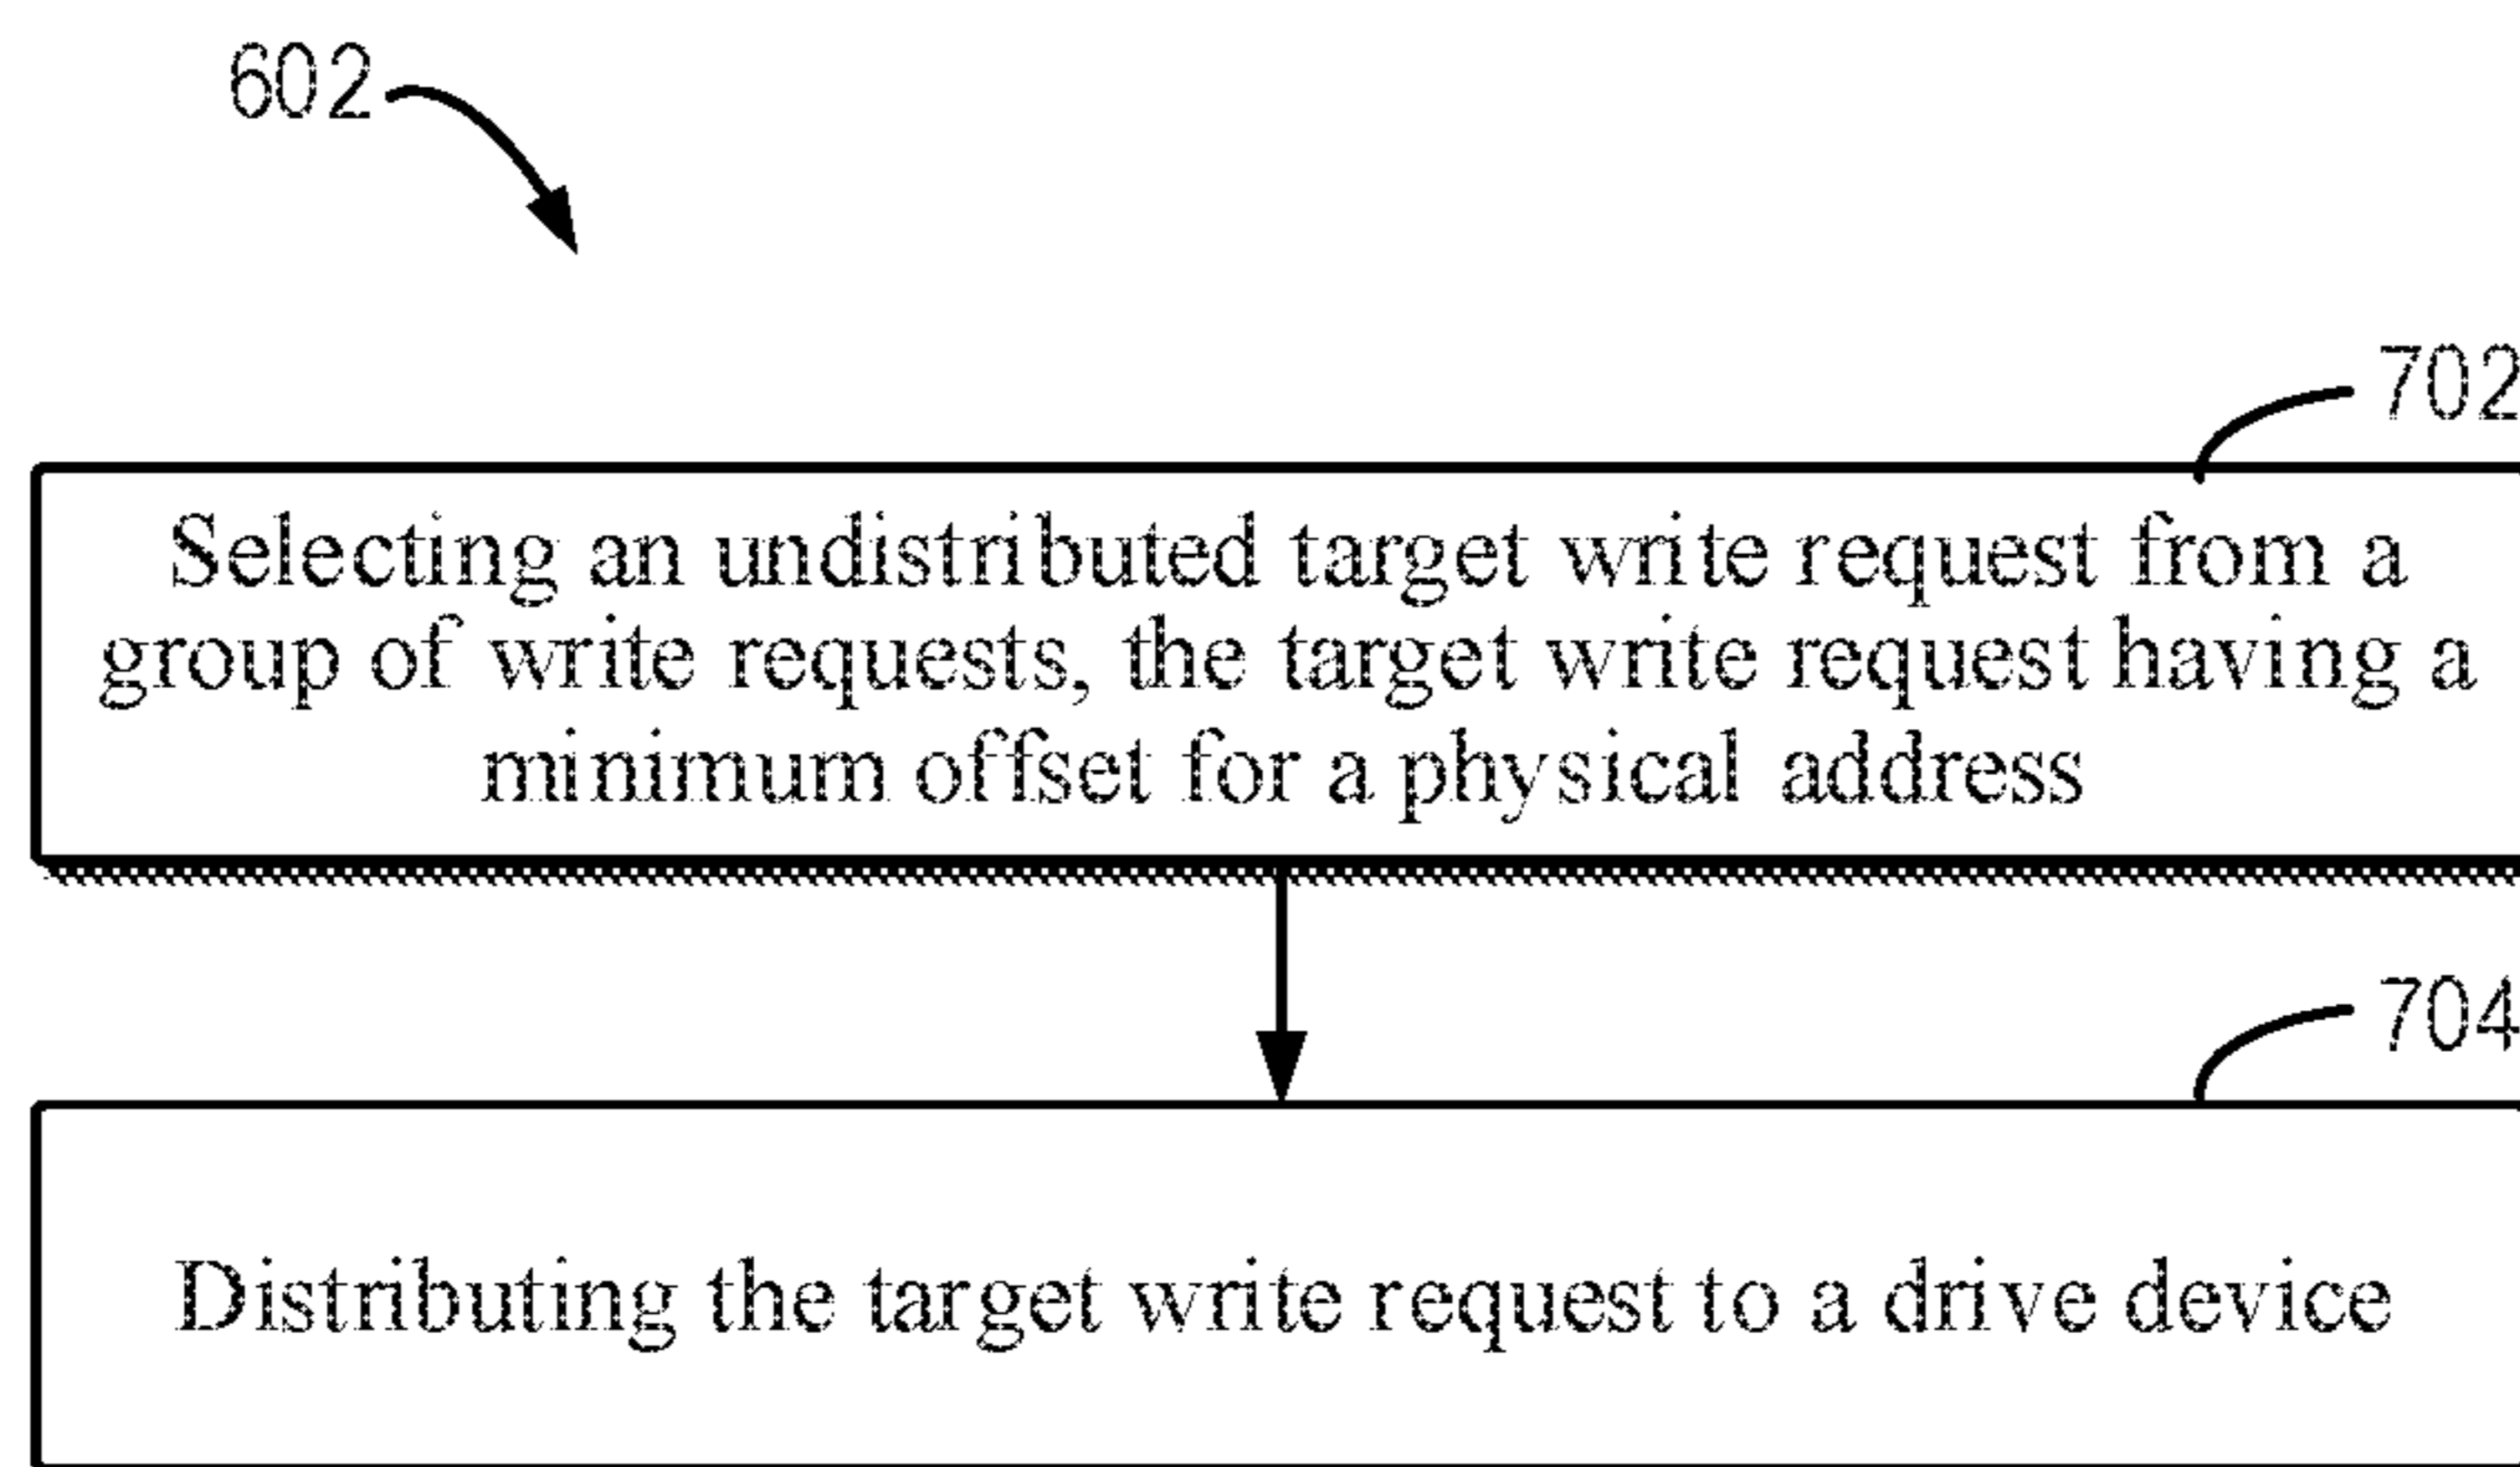 602
702
Selecting an undistributed target write request from a
group of write requests, the target write request having a
minimum offset for a physical address
704
Distributing the target write request to a drive device